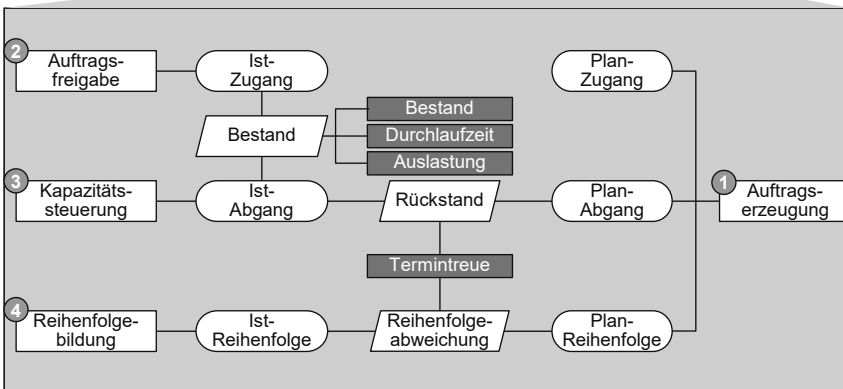 2
Auftrags-
freigabe
Ist-
Zugang
Plan-
Zugang
Bestand
Bestand
Durchlaufzeit
Auslastung
3
Kapazitäts-
steuerung
Ist-
Abgang
Rückstand
Plan-
Abgang
1
Auftrags-
erzeugung
Termintreue
4
Reihenfolge-
bildung
Ist-
Reihenfolge
Reihenfolge-
abweichung
Plan-
Reihenfolge